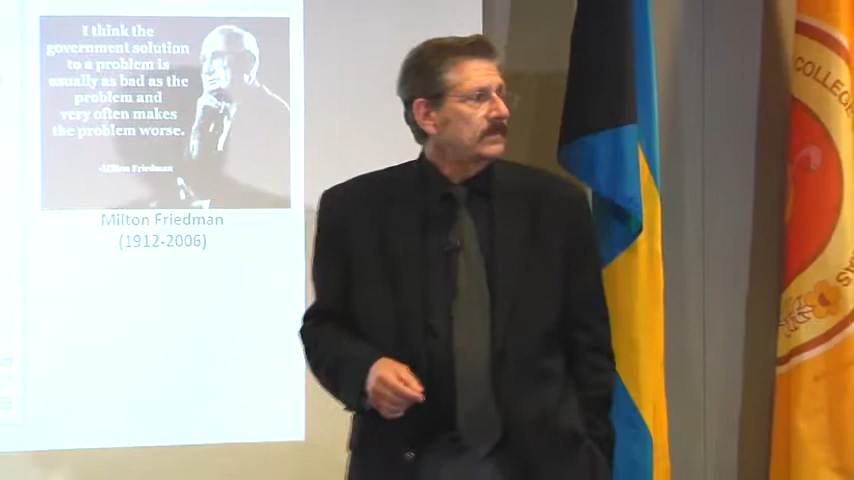 I think the
government solution
to a problem is
usually as bad as the
problem and
very often makes
the problem worse.
-Milton Friedman
Milton Friedman
(1912-2006)
COLLEGE